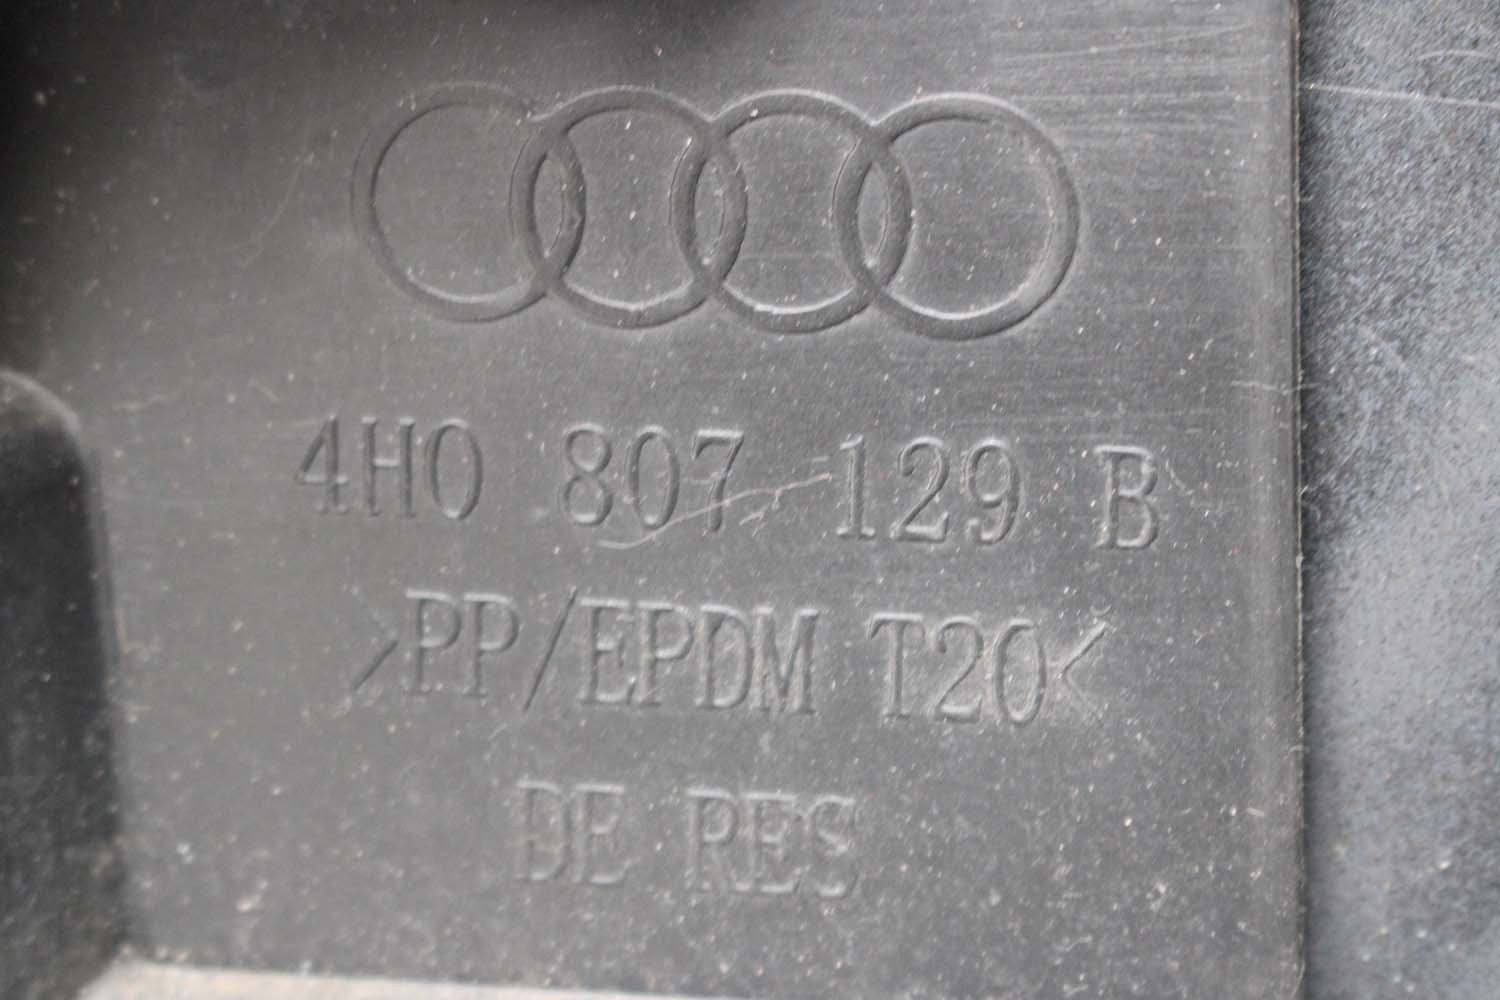 4H0 807 129 B
>PP/EPDM T20<
DE RES